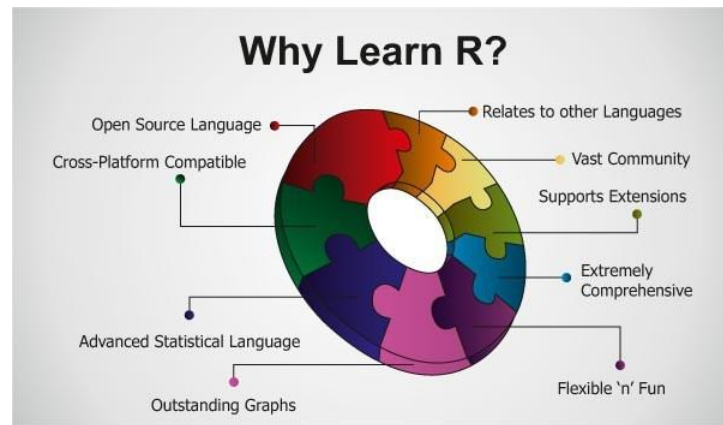 Why Learn R?
Open Source Language
Relates to other Languages
Cross-Platform Compatible
Vast Community
Supports Extensions
Extremely
Comprehensive
Advanced Statistical Language
Flexible ‘n’ Fun
Outstanding Graphs